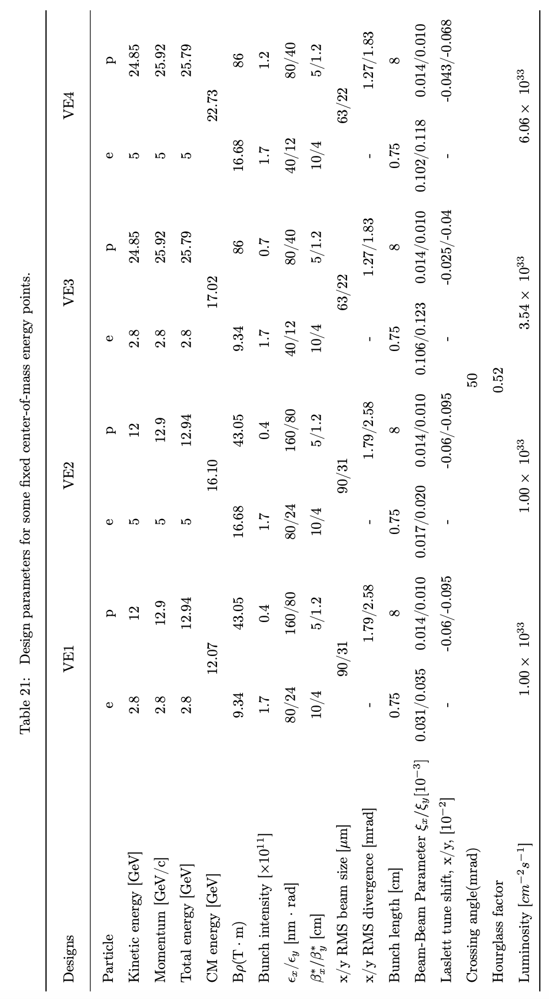 Table 21: Design parameters for some fixed center-of-mass energy points.
Designs VE1 VE2 VE3 VE4
Particle e p e p e p e p
Kinetic energy [GeV] 2.8 12 5 12 2.8 24.85 5 24.85
Momentum [GeV/c] 2.8 12.9 5 12.9 2.8 25.92 5 25.92
Total energy [GeV] 2.8 12.94 5 12.94 2.8 25.79 5 25.79
CM energy [GeV] 12.07 16.10 17.02 22.73
Bρ(T · m) 9.34 43.05 16.68 43.05 9.34 86 16.68 86
Bunch intensity [×10¹¹] 1.7 0.4 1.7 0.4 1.7 0.7 1.7 1.2
ϵₓ/ϵ_y [nm · rad] 80/24 160/80 80/24 160/80 40/12 80/40 40/12 80/40
β*ₓ/β*_y [cm] 10/4 5/1.2 10/4 5/1.2 10/4 5/1.2 10/4 5/1.2
x/y RMS beam size [μm] 90/31 90/31 63/22 63/22
x/y RMS divergence [mrad] - 1.79/2.58 - 1.79/2.58 - 1.27/1.83 - 1.27/1.83
Bunch length [cm] 0.75 8 0.75 8 0.75 8 0.75 8
Beam-Beam Parameter ξₓ/ξ_y[10⁻³] 0.031/0.035 0.014/0.010 0.017/0.020 0.014/0.010 0.106/0.123 0.014/0.010 0.102/0.118 0.014/0.010
Laslett tune shift, x/y, [10⁻²] - -0.06/-0.095 - -0.06/-0.095 - -0.025/-0.04 - -0.043/-0.068
Crossing angle(mrad) 50
Hourglass factor 0.52
Luminosity [cm⁻²s⁻¹] 1.00 × 10³³ 1.00 × 10³³ 3.54 × 10³³ 6.06 × 10³³